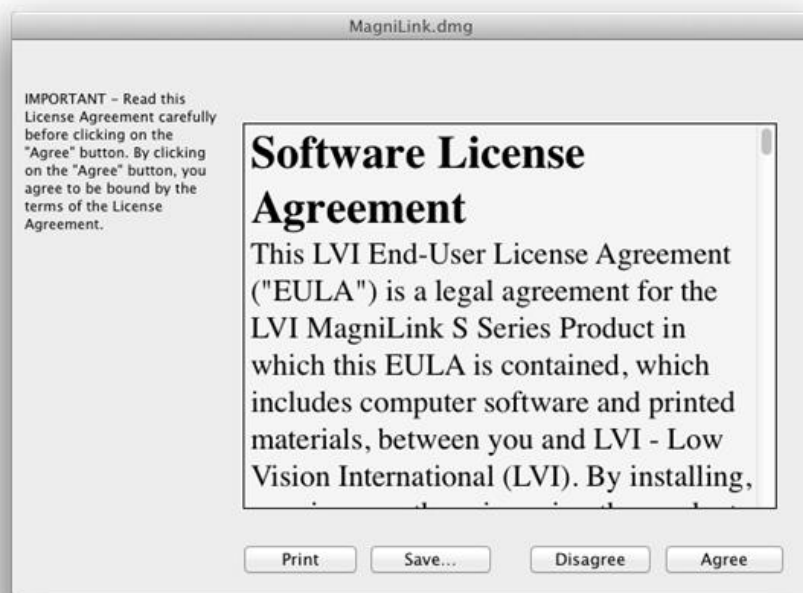 MagniLink.dmg
IMPORTANT – Read this
License Agreement carefully
before clicking on the
"Agree" button. By clicking
on the "Agree" button, you
agree to be bound by the
terms of the License
Agreement.
Software License
Agreement
This LVI End-User License Agreement
("EULA") is a legal agreement for the
LVI MagniLink S Series Product in
which this EULA is contained, which
includes computer software and printed
materials, between you and LVI - Low
Vision International (LVI). By installing,
Print
Save...
Disagree
Agree